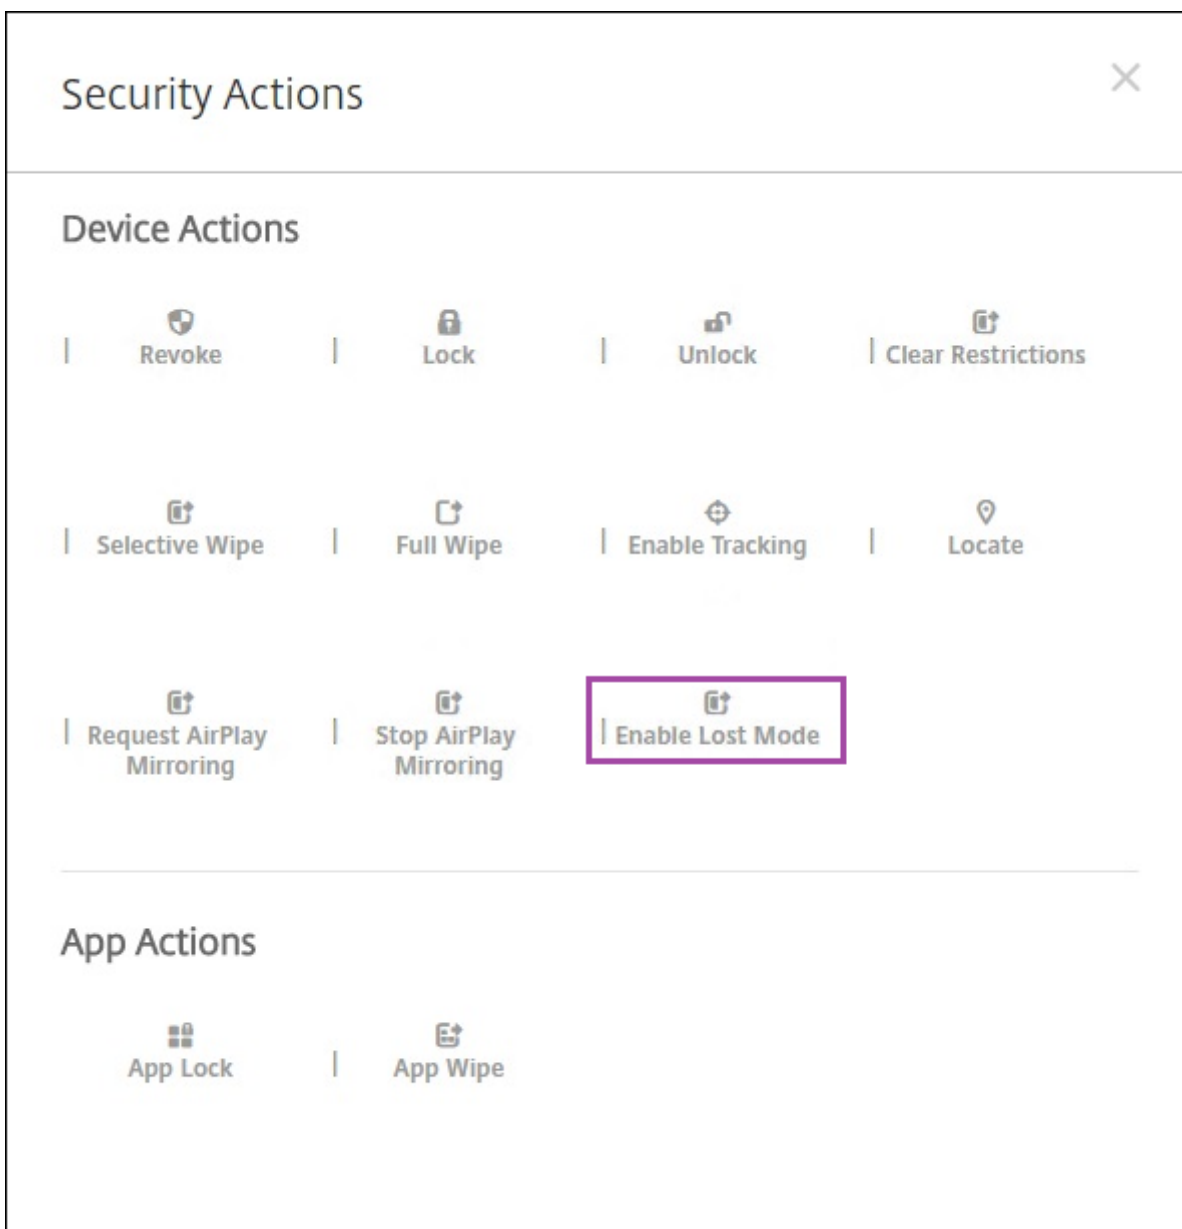 Security Actions
Device Actions
Revoke
Lock
Unlock
Clear Restrictions
Selective Wipe
Full Wipe
Enable Tracking
Locate
Request AirPlay
Mirroring
Stop AirPlay
Mirroring
Enable Lost Mode
App Actions
App Lock
App Wipe